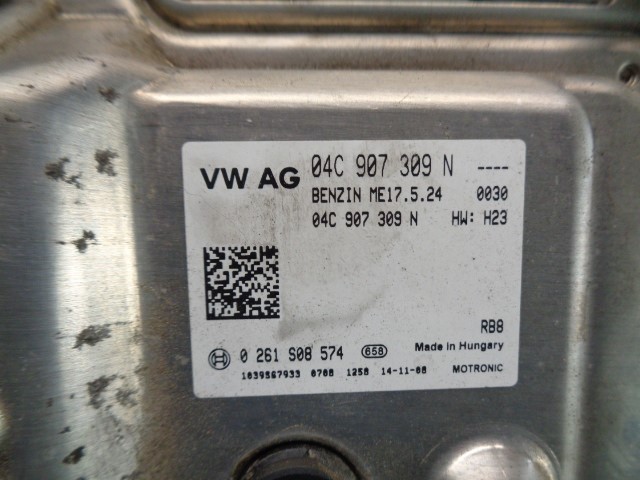 VW AG 04C 907 309 N ----
BENZIN ME17.5.24 0030
04C 907 309 N HW: H23
RB8
0 261 S08 574 658 Made in Hungary
1039S67933 0708 1258 14-11-08 MOTRONIC